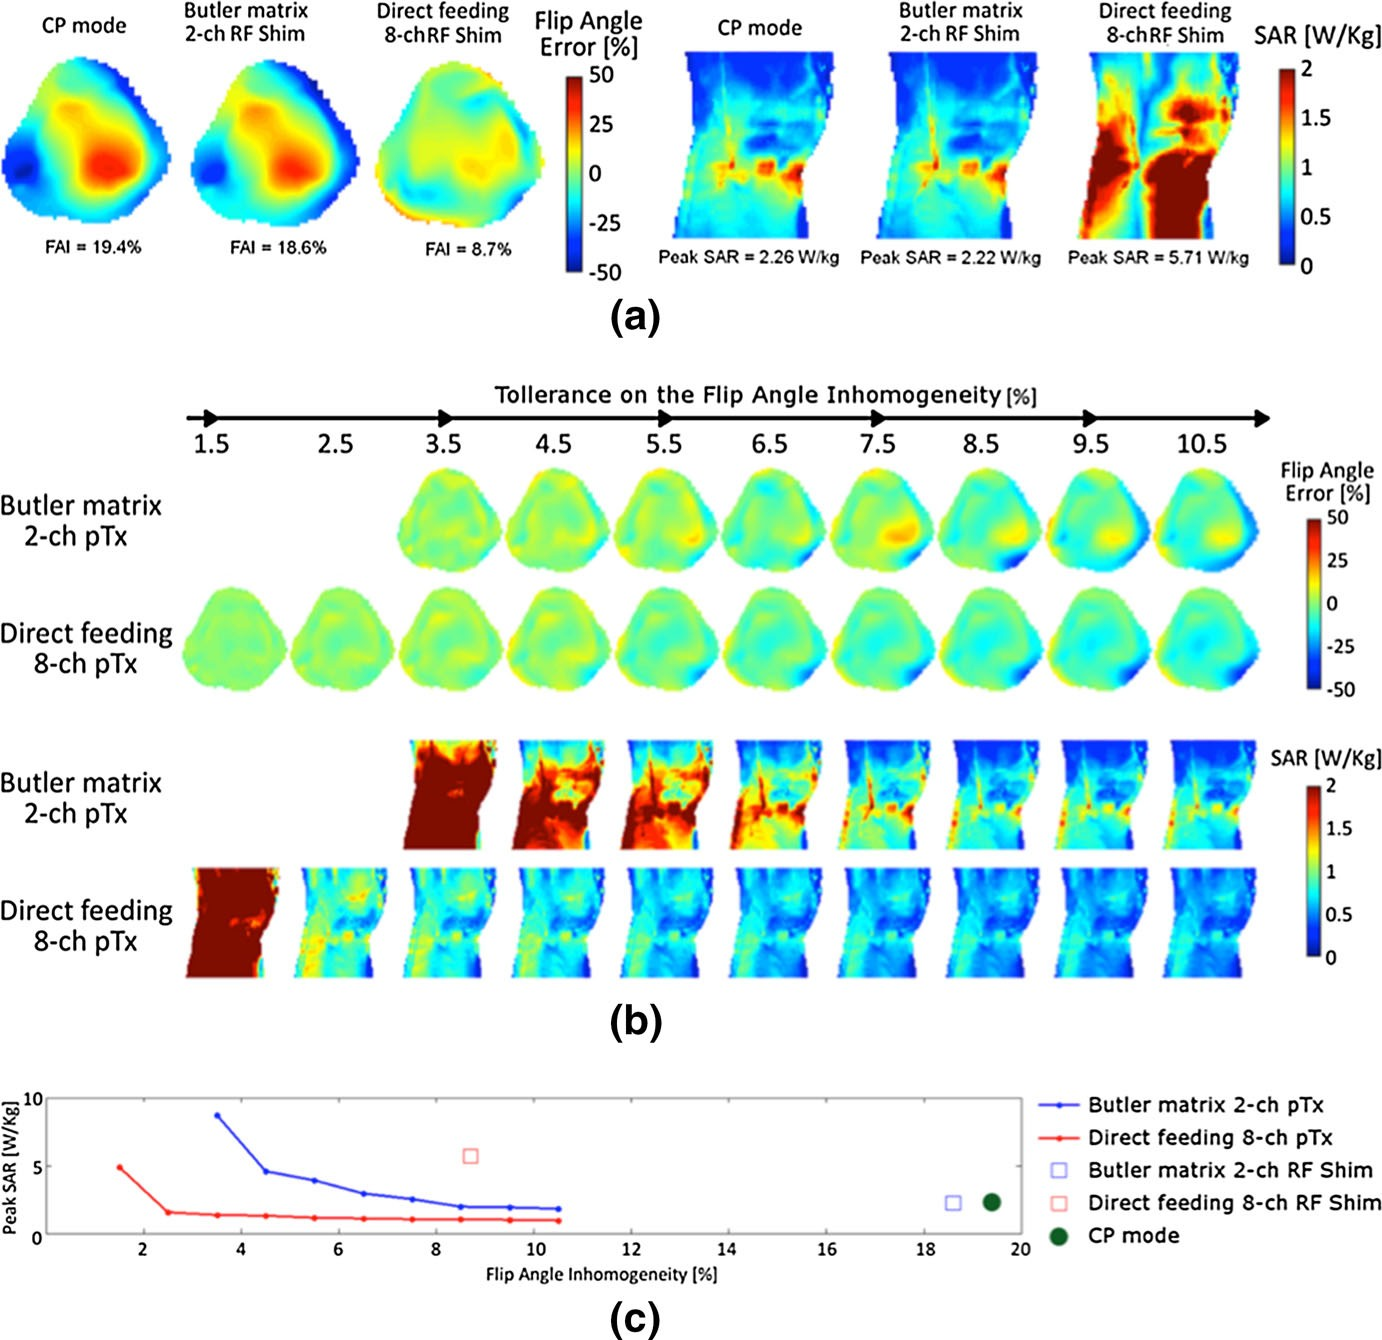 CP mode
Butler matrix
2-ch RF Shim
Direct feeding
8-chRF Shim
Flip Angle
Error [%]
50
25
0
-25
-50
FAI = 19.4%
FAI = 18.6%
FAI = 8.7%
CP mode
Butler matrix
2-ch RF Shim
Direct feeding
8-chRF Shim
SAR [W/Kg]
2
1.5
1
0.5
0
Peak SAR = 2.26 W/kg
Peak SAR = 2.22 W/kg
Peak SAR = 5.71 W/kg
(a)
Tollerance on the Flip Angle Inhomogeneity [%]
1.5 2.5 3.5 4.5 5.5 6.5 7.5 8.5 9.5 10.5
Butler matrix
2-ch pTx
Direct feeding
8-ch pTx
Flip Angle
Error [%]
50
25
0
-25
-50
Butler matrix
2-ch pTx
Direct feeding
8-ch pTx
SAR [W/Kg]
2
1.5
1
0.5
0
(b)
Peak SAR [W/Kg]
10
5
0
2 4 6 8 10 12 14 16 18 20
Flip Angle Inhomogeneity [%]
Butler matrix 2-ch pTx
Direct feeding 8-ch pTx
Butler matrix 2-ch RF Shim
Direct feeding 8-ch RF Shim
CP mode
(c)